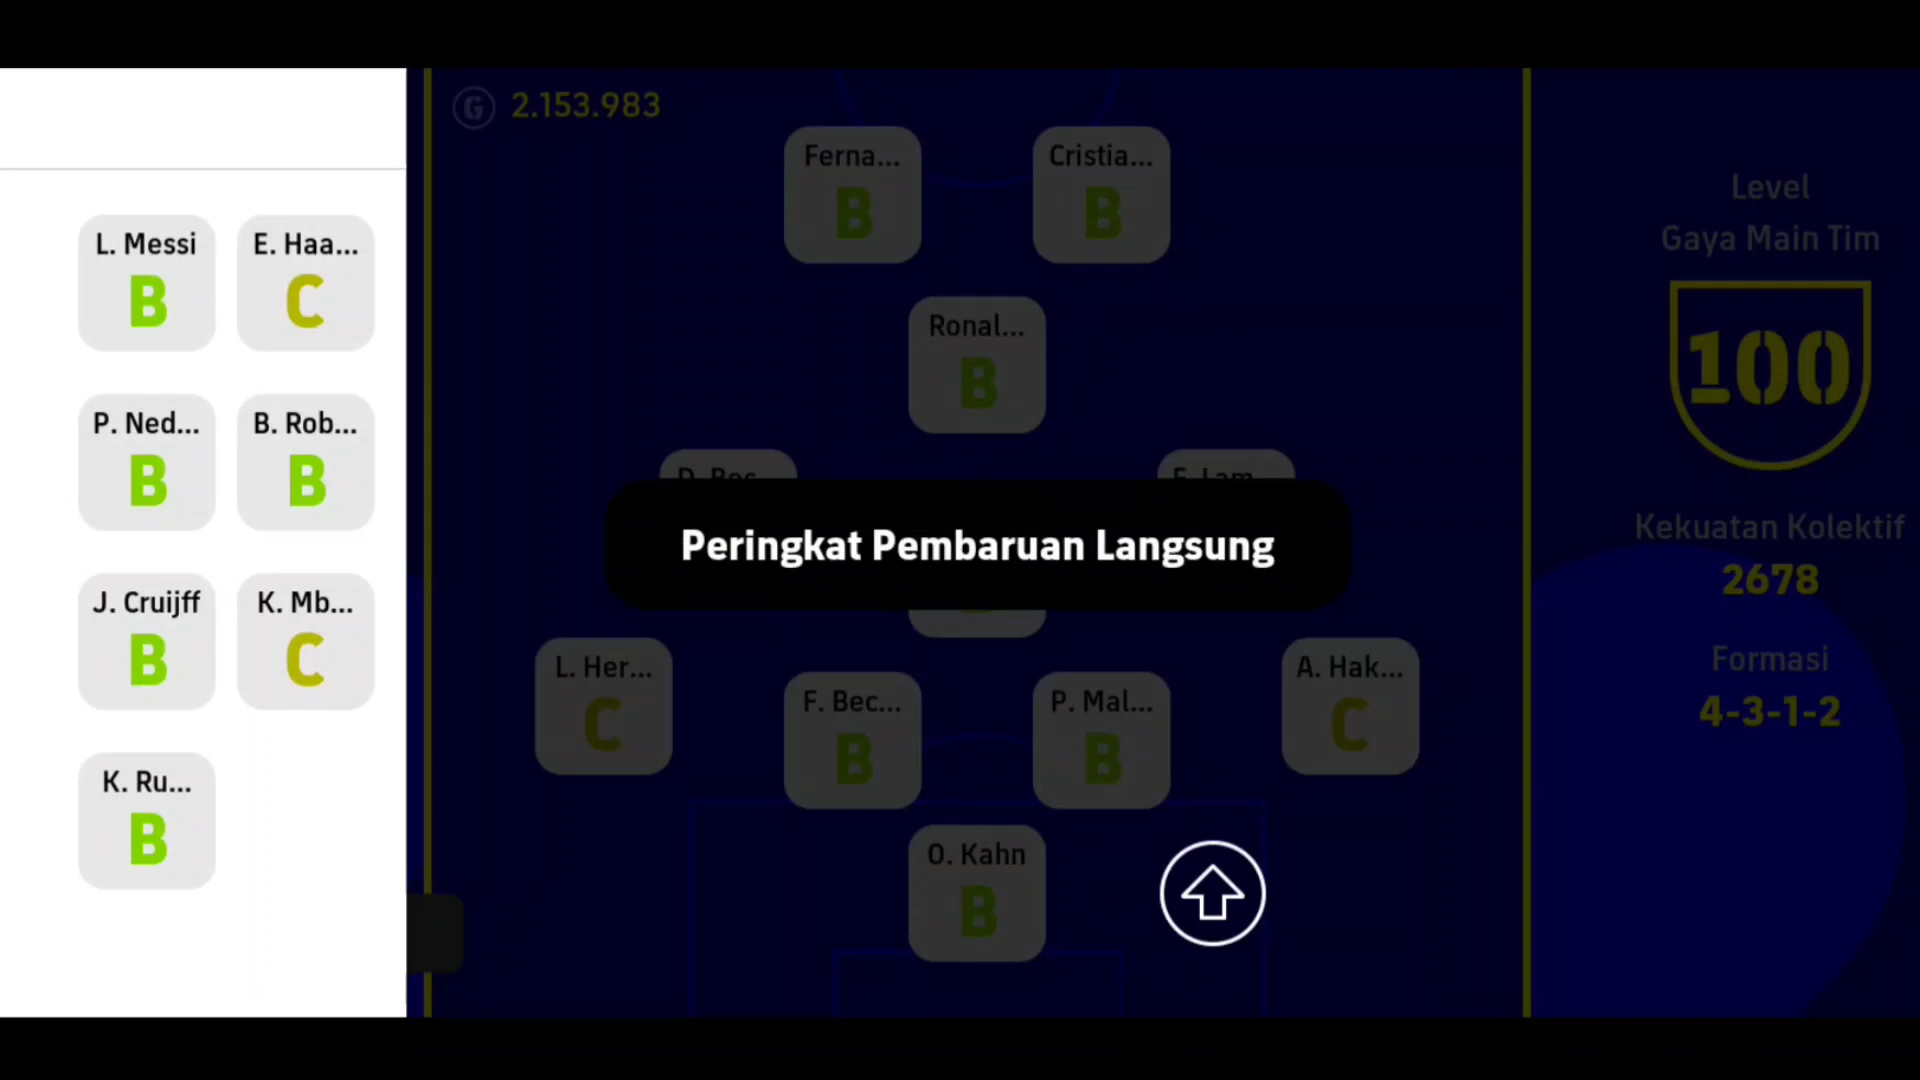 L. Messi
B
E. Haa...
C
P. Ned...
B
B. Rob...
B
J. Cruijff
B
K. Mb...
C
K. Ru...
B
G 2.153.983
Ferna...
B
Cristia...
B
Ronal...
B
Peringkat Pembaruan Langsung
L. Her...
C
F. Bec...
B
P. Mal...
B
A. Hak...
C
O. Kahn
B
Level
Gaya Main Tim
100
Kekuatan Kolektif
2678
Formasi
4-3-1-2